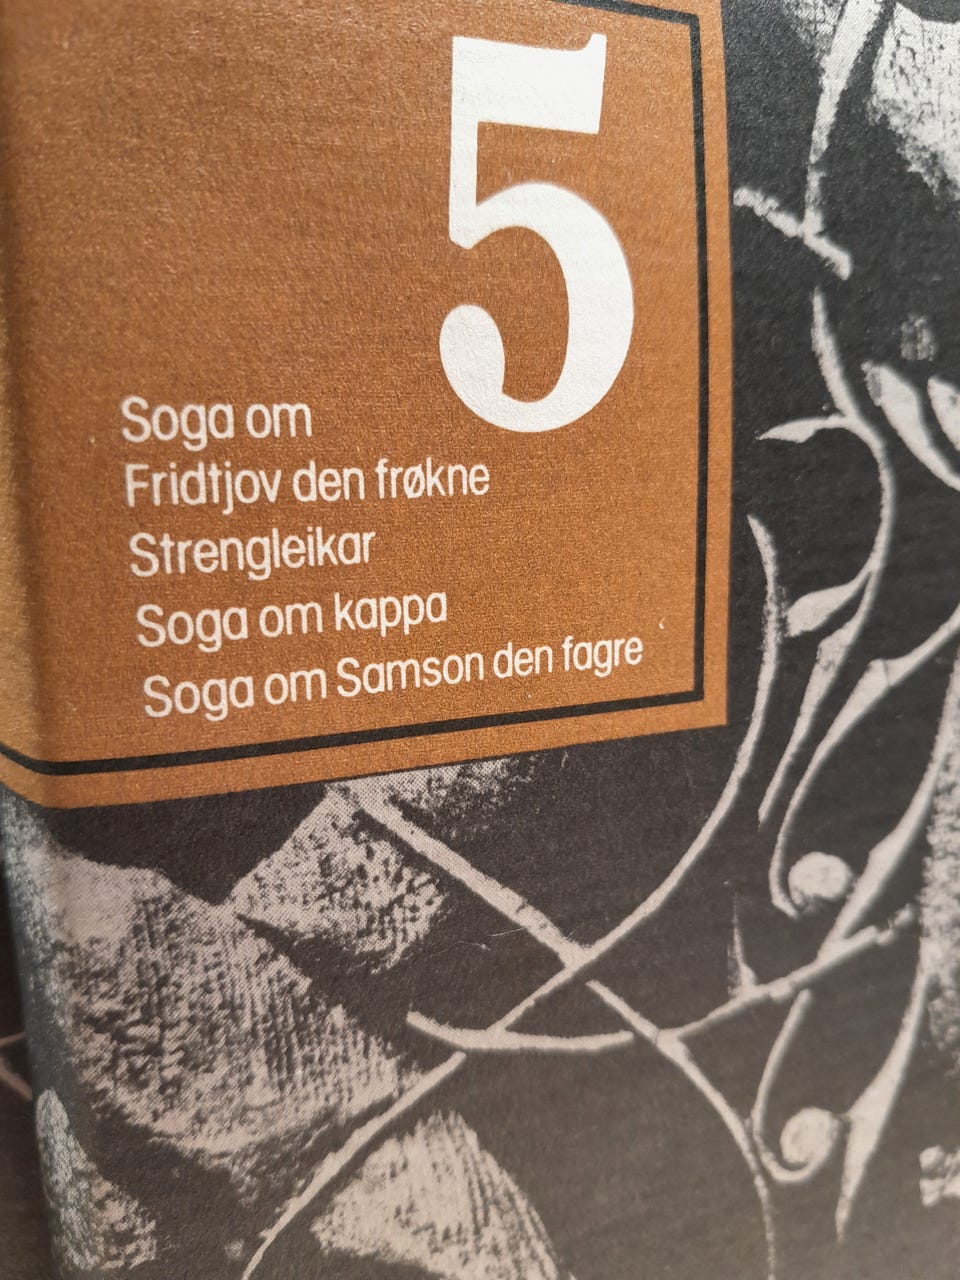 5
Soga om
Fridtjov den frøkne
Strengleikar
Soga om kappa
Soga om Samson den fagre